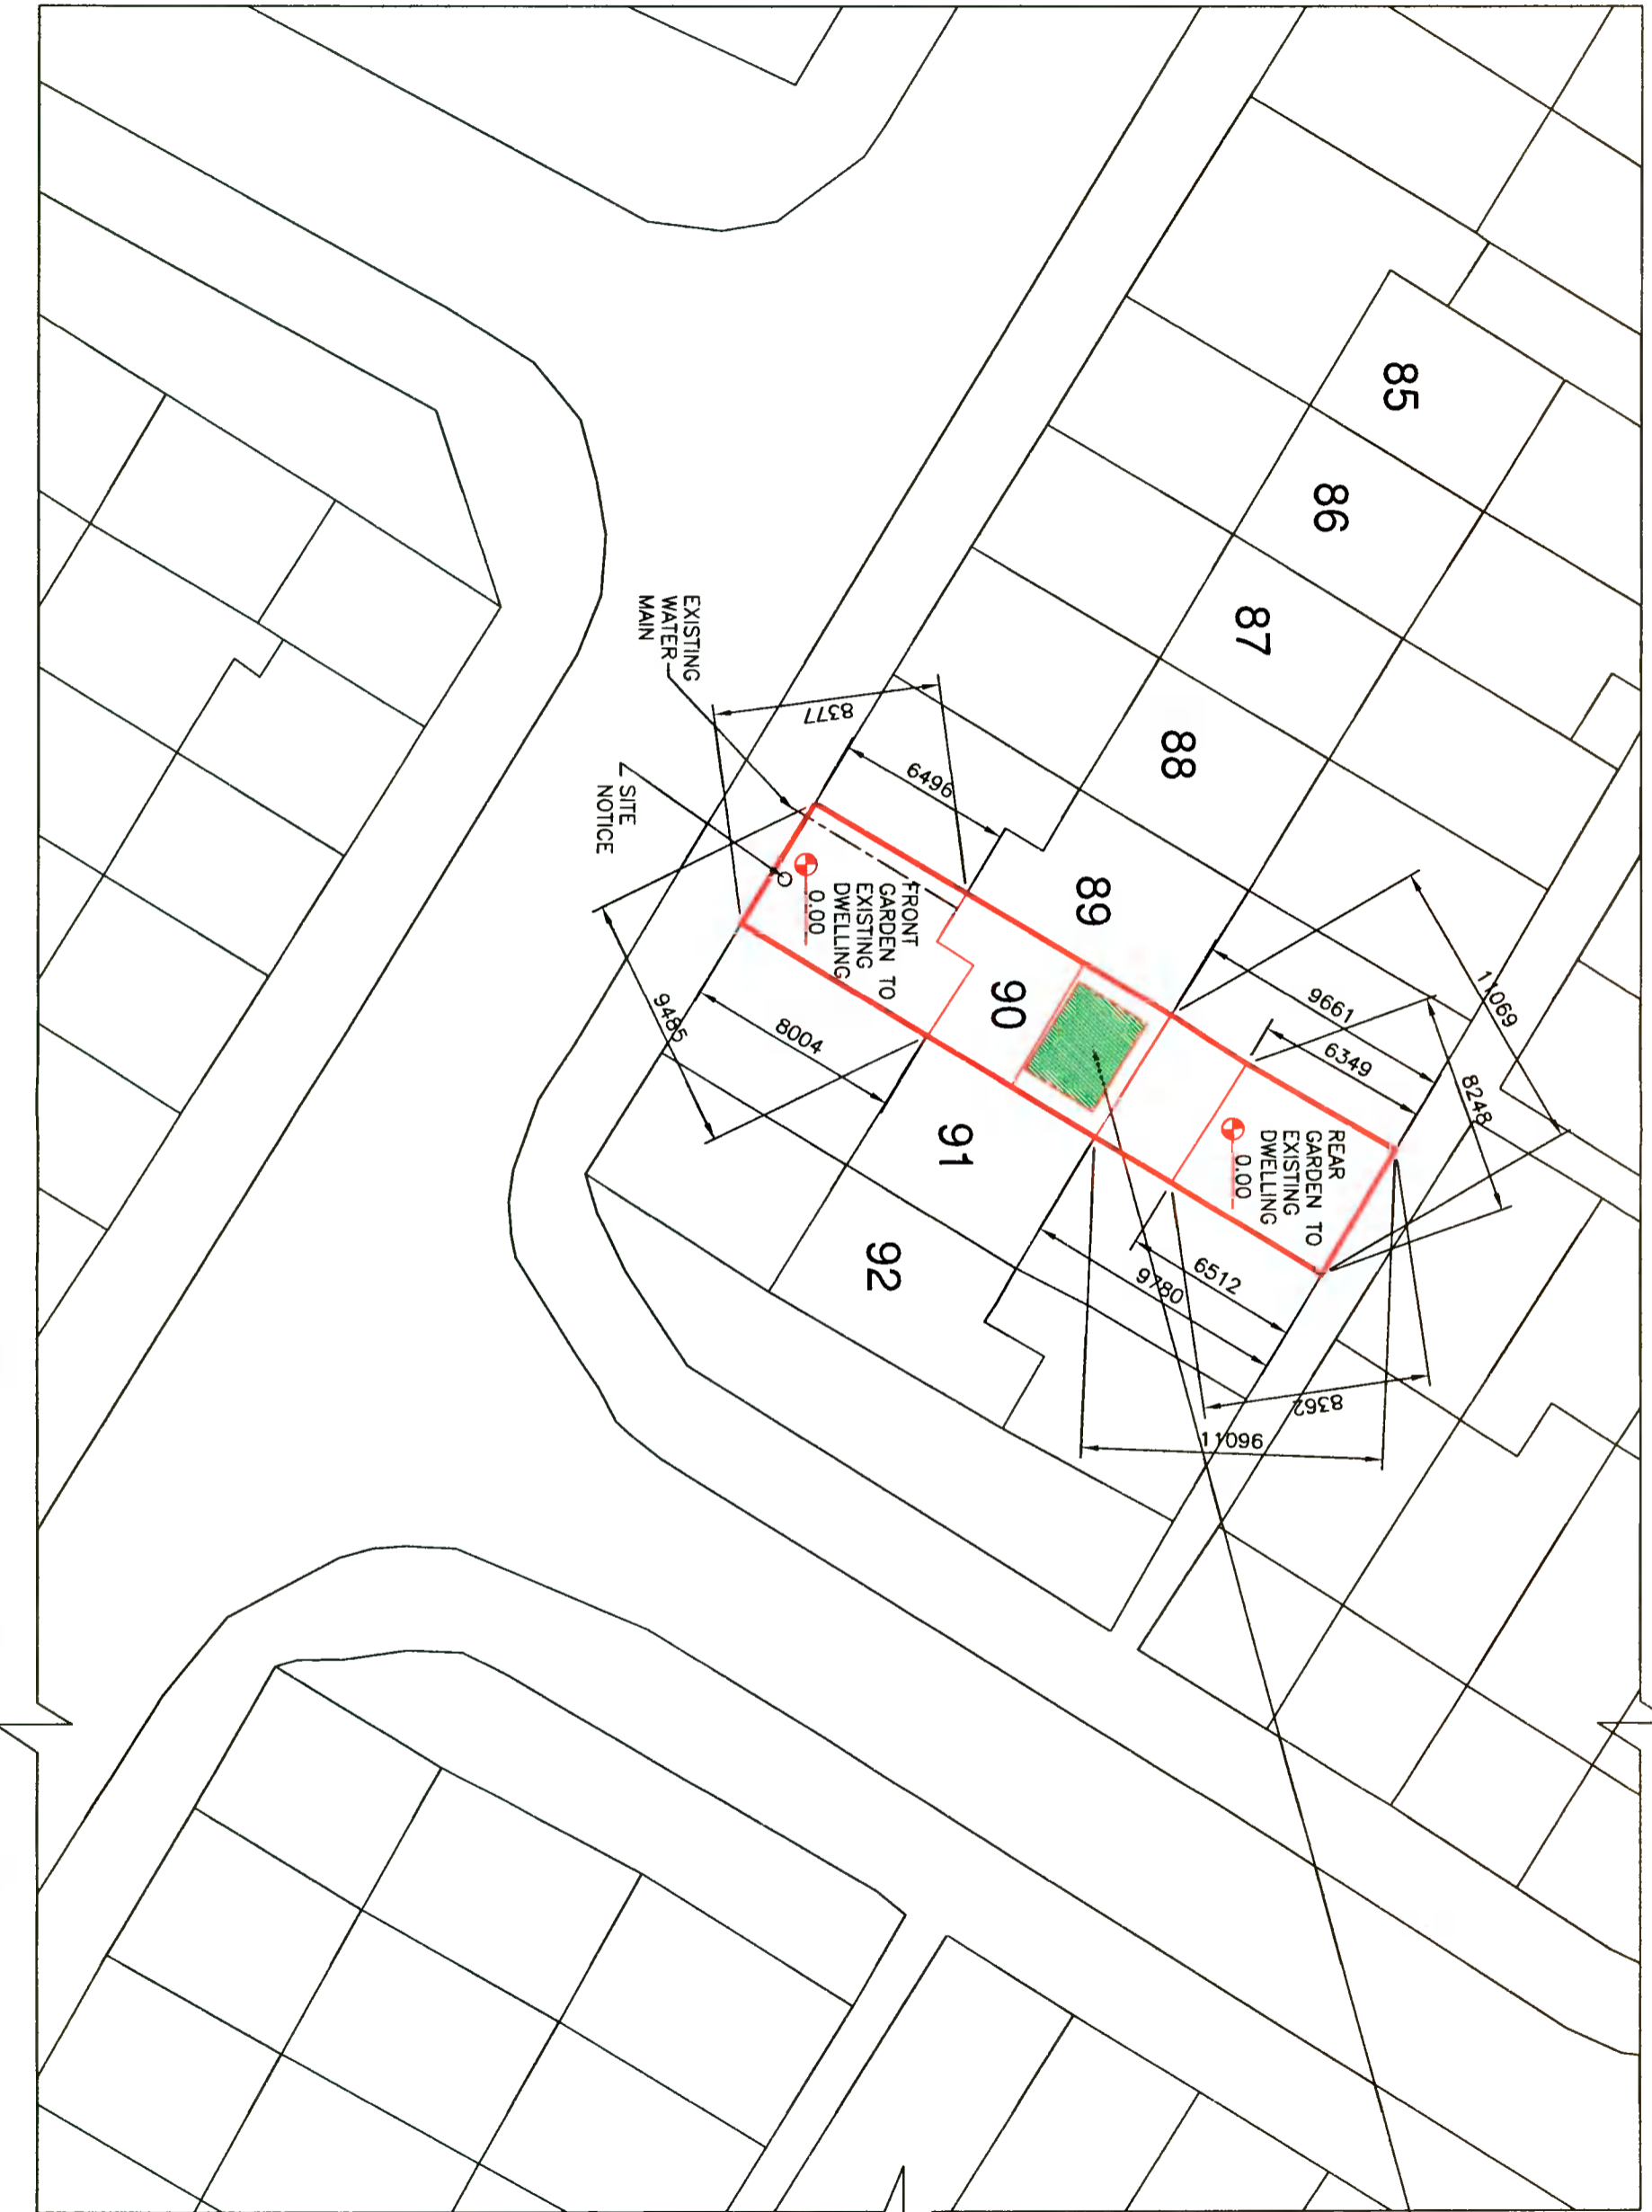 85
86
87
88
89
90
91
92
EXISTING
WATER
MAIN
SITE
NOTICE
FRONT
GARDEN TO
EXISTING
DWELLING
0.00
REAR
GARDEN TO
EXISTING
DWELLING
0.00
8377
6496
9485
8004
11069
9661
6349
8248
6512
9780
8362
11096